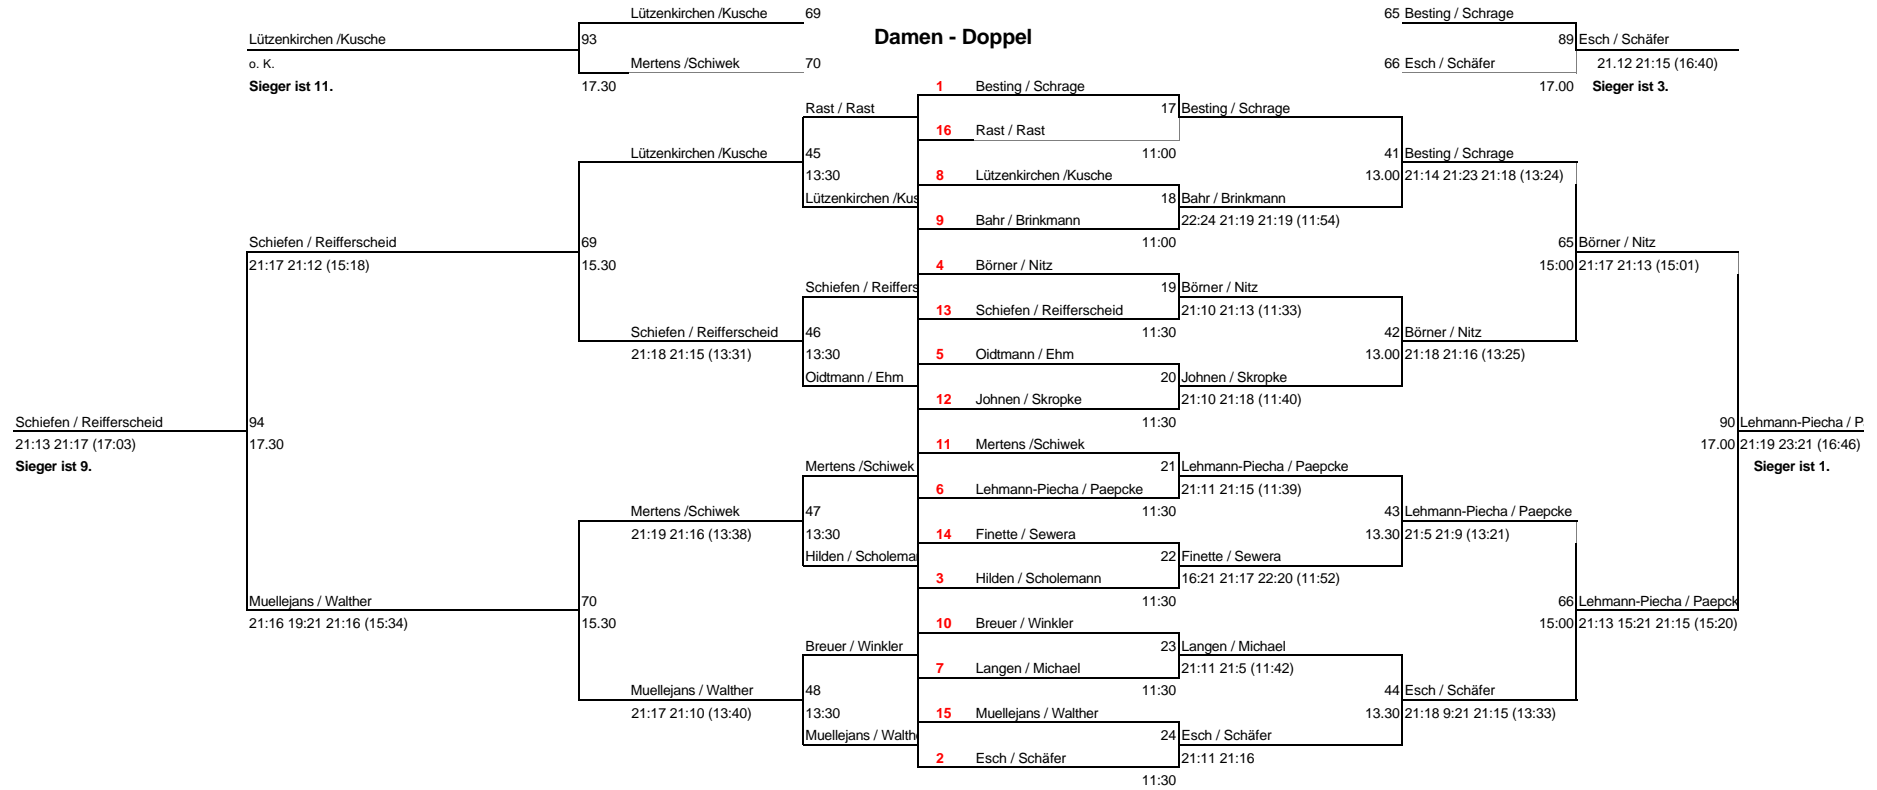 Lützenkirchen /Kusche 69 65 Besting / Schrage
Lützenkirchen /Kusche 93 Damen - Doppel 89 Esch / Schäfer
o. K. Mertens /Schiwek 70 66 Esch / Schäfer 21.12 21:15 (16:40)
Sieger ist 11. 17.30 1 Besting / Schrage 17.00 Sieger ist 3.
Rast / Rast 17 Besting / Schrage
16 Rast / Rast
Lützenkirchen /Kusche 45 11:00 41 Besting / Schrage
13:30 8 Lützenkirchen /Kusche 13.00 21:14 21:23 21:18 (13:24)
Lützenkirchen /Kus 18 Bahr / Brinkmann
9 Bahr / Brinkmann 22:24 21:19 21:19 (11:54)
Schiefen / Reifferscheid 69 11:00 65 Börner / Nitz
21:17 21:12 (15:18) 15.30 4 Börner / Nitz 15:00 21:17 21:13 (15:01)
Schiefen / Reiffers 19 Börner / Nitz
13 Schiefen / Reifferscheid 21:10 21:13 (11:33)
Schiefen / Reifferscheid 46 11:30 42 Börner / Nitz
21:18 21:15 (13:31) 13:30 5 Oidtmann / Ehm 13.00 21:18 21:16 (13:25)
Oidtmann / Ehm 20 Johnen / Skropke
12 Johnen / Skropke 21:10 21:18 (11:40)
Schiefen / Reifferscheid 94 11:30 90 Lehmann-Piecha / P
21:13 21:17 (17:03) 17.30 11 Mertens /Schiwek 17.00 21:19 23:21 (16:46)
Sieger ist 9. Mertens /Schiwek 21 Lehmann-Piecha / Paepcke Sieger ist 1.
6 Lehmann-Piecha / Paepcke 21:11 21:15 (11:39)
Mertens /Schiwek 47 11:30 43 Lehmann-Piecha / Paepcke
21:19 21:16 (13:38) 13:30 14 Finette / Sewera 13.30 21:5 21:9 (13:21)
Hilden / Scholema 22 Finette / Sewera
3 Hilden / Scholemann 16:21 21:17 22:20 (11:52)
Muellejans / Walther 70 11:30 66 Lehmann-Piecha / Paepck
21:16 19:21 21:16 (15:34) 15.30 10 Breuer / Winkler 15:00 21:13 15:21 21:15 (15:20)
Breuer / Winkler 23 Langen / Michael
7 Langen / Michael 21:11 21:5 (11:42)
Muellejans / Walther 48 11:30 44 Esch / Schäfer
21:17 21:10 (13:40) 13:30 15 Muellejans / Walther 13.30 21:18 9:21 21:15 (13:33)
Muellejans / Walth 24 Esch / Schäfer
2 Esch / Schäfer 21:11 21:16
11:30